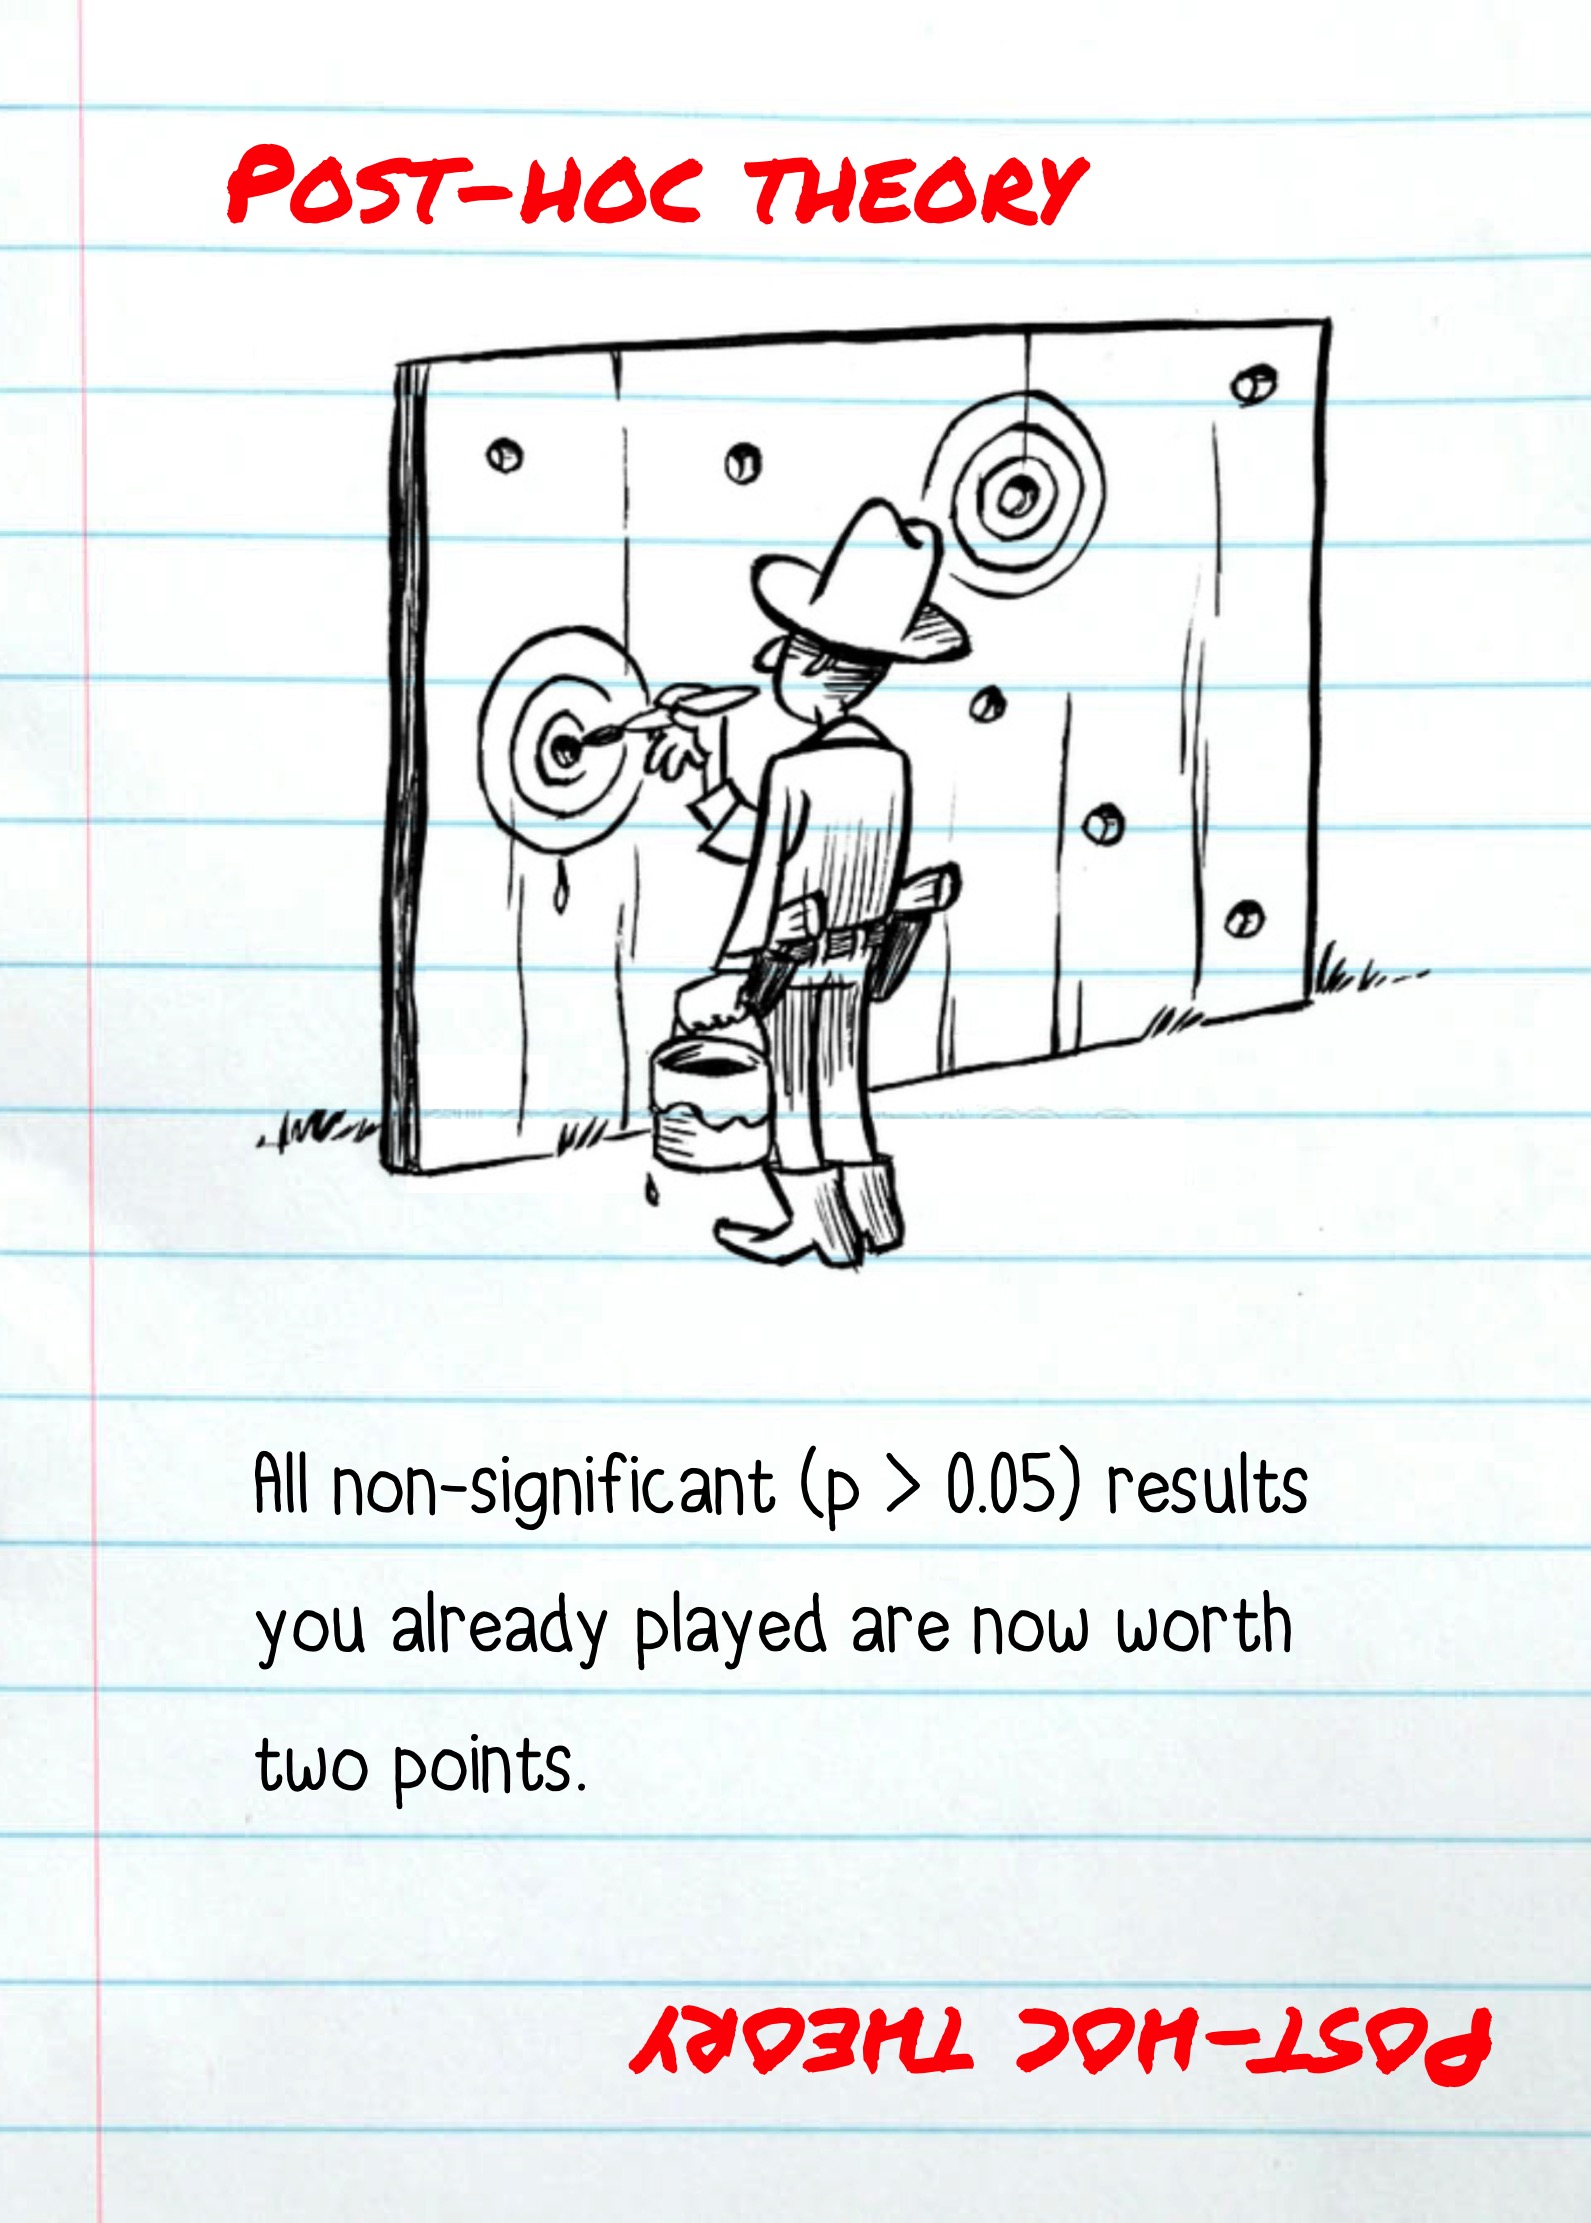 Post-hoc theory
All non-significant (p > 0.05) results
you already played are now worth
two points.
Post-hoc theory